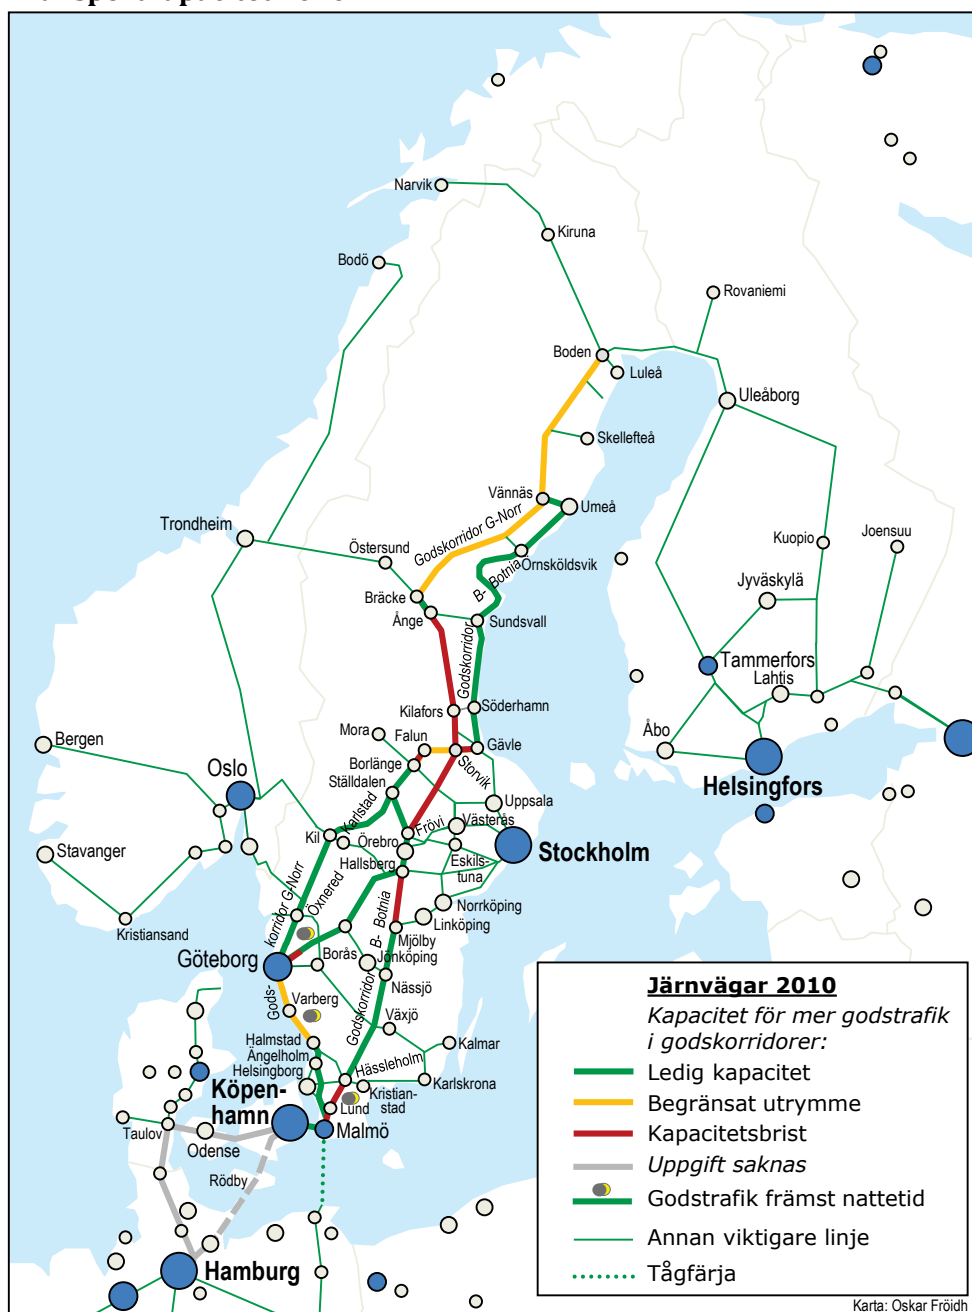 Narvik
Kiruna
Bodö
Rovaniemi
Boden
Luleå
Uleåborg
Skellefteå
Vännäs
Umeå
Godskorridor G-Norr
Trondheim
Östersund
Örnsköldsvik
B- Botnia
Kuopio
Joensuu
Jyväskylä
Bräcke
Ånge
Sundsvall
Godskorridor
Tammerfors
Lahtis
Kilafors
Söderhamn
Mora
Falun
Gävle
Åbo
Bergen
Borlänge
Storvik
Oslo
Ställdalen
Helsingfors
Uppsala
Karlstad
Västerås
Frövi
Kil
Örebro
Stockholm
Stavanger
Hallsberg
Eskils-
tuna
korridor G-Norr
Öxnered
Norrköping
Linköping
Kristiansand
B- Botnia
Mjölby
Göteborg
Borås
Jönköping
Nässjö
Gods-
Varberg
Godskorridor
Växjö
Halmstad
Ängelholm
Helsingborg
Kalmar
Hässleholm
Karlskrona
Kristian-
stad
Köpen-
hamn
Lund
Malmö
Taulov
Odense
Rödby
Hamburg
Järnvägar 2010
Kapacitet för mer godstrafik
i godskorridorer:
Ledig kapacitet
Begränsat utrymme
Kapacitetsbrist
Uppgift saknas
Godstrafik främst nattetid
Annan viktigare linje
Tågfärja
Karta: Oskar Fröidh